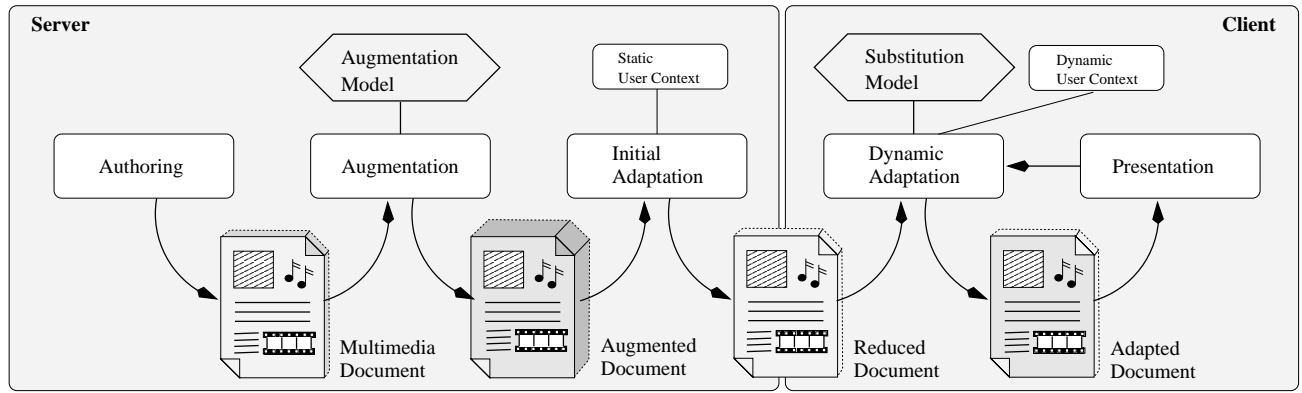 Server
Client
Augmentation
Model
Static
User Context
Substitution
Model
Dynamic
User Context
Authoring
Augmentation
Initial
Adaptation
Dynamic
Adaptation
Presentation
Multimedia
Document
Augmented
Document
Reduced
Document
Adapted
Document